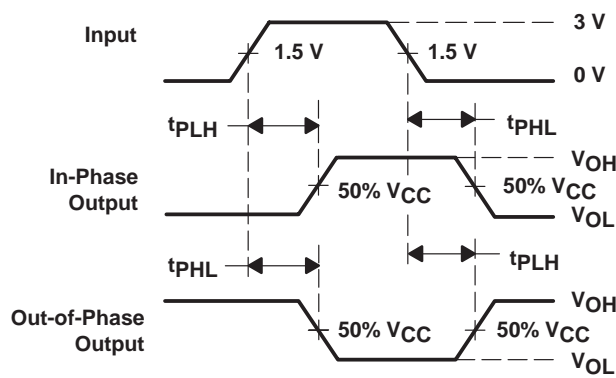 3 V
Input
1.5 V
1.5 V
0 V
tPLH
tPHL
VOH
In-Phase
Output
50% VCC
50% VCC
VOL
tPHL
tPLH
VOH
Out-of-Phase
Output
50% VCC
50% VCC
VOL